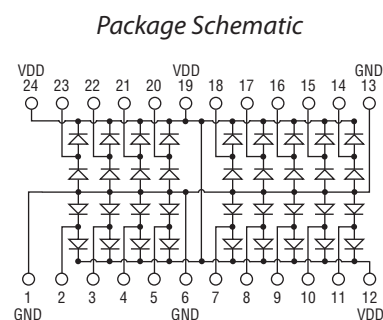 Package Schematic
VDD VDD GND
24 23 22 21 20 19 18 17 16 15 14 13
1 2 3 4 5 6 7 8 9 10 11 12
GND GND VDD